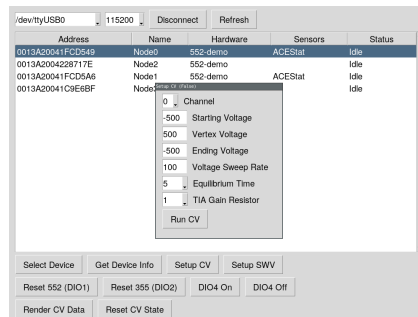 /dev/ttyUSB0 115200 Disconnect Refresh
Address Name Hardware Sensors Status
0013A20041FCD549 Node0 552-demo ACEStat Idle
0013A2004228717E Node2 552-demo Idle
0013A20041FCD5A6 Node1 552-demo ACEStat Idle
0013A20041C9E6BF Idle
Setup CV (False)
0 Channel
-500 Starting Voltage
500 Vertex Voltage
-500 Ending Voltage
100 Voltage Sweep Rate
5 Equilibrium Time
1 TIA Gain Resistor
Run CV
Select Device Get Device Info Setup CV Setup SWV
Reset 552 (DIO1) Reset 355 (DIO2) DIO4 On DIO4 Off
Render CV Data Reset CV State